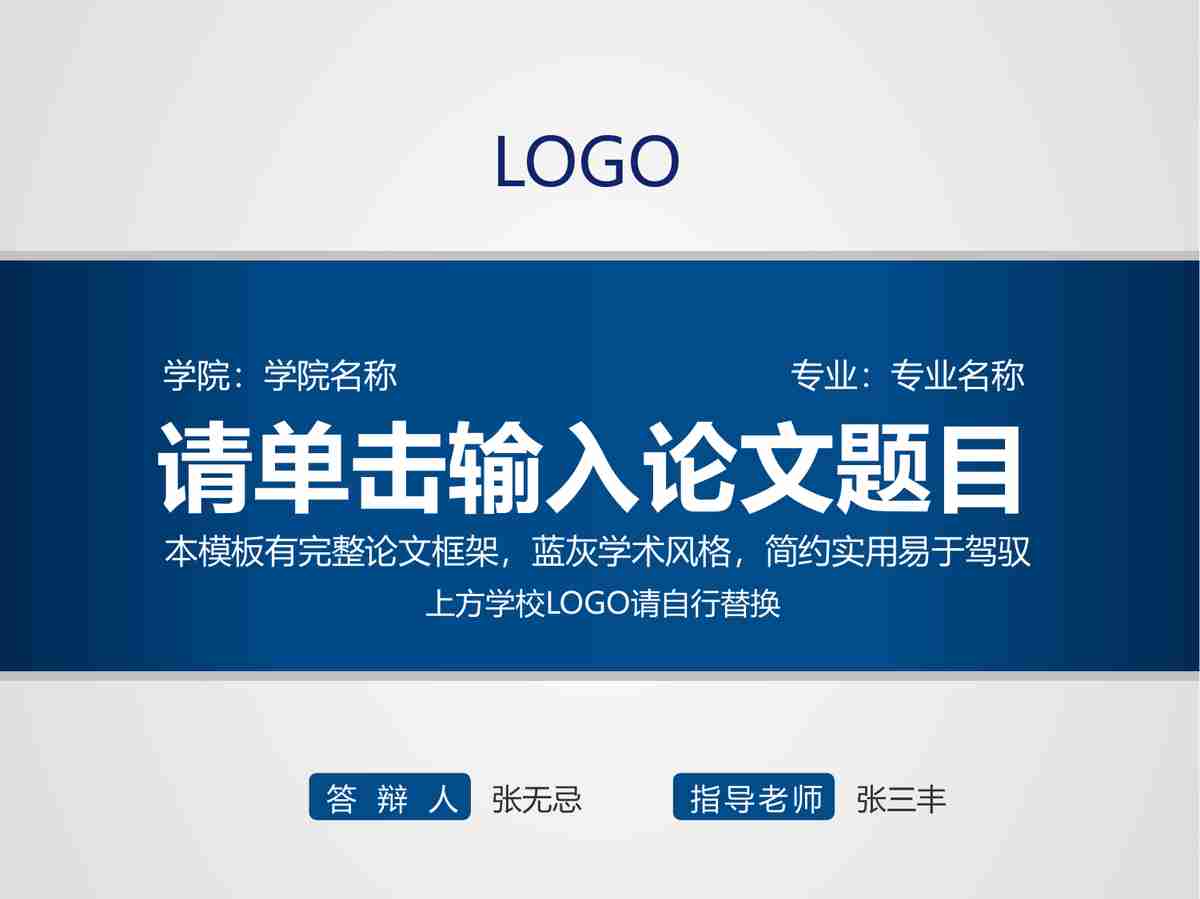 LOGO
学院：学院名称 专业：专业名称
请单击输入论文题目
本模板有完整论文框架，蓝灰学术风格，简约实用易于驾驭
上方学校LOGO请自行替换
答 辩 人 张无忌 指导老师 张三丰